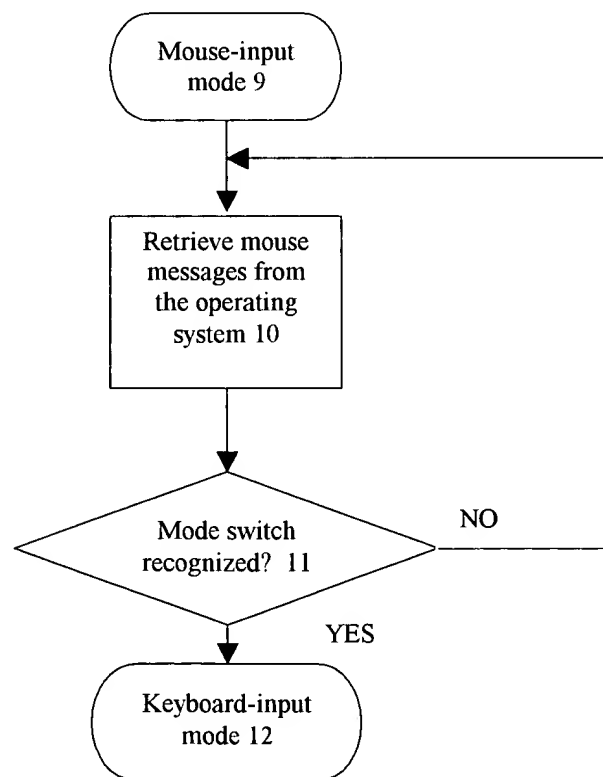 Mouse-input
mode 9
Retrieve mouse
messages from
the operating
system 10
Mode switch
recognized? 11
NO
YES
Keyboard-input
mode 12